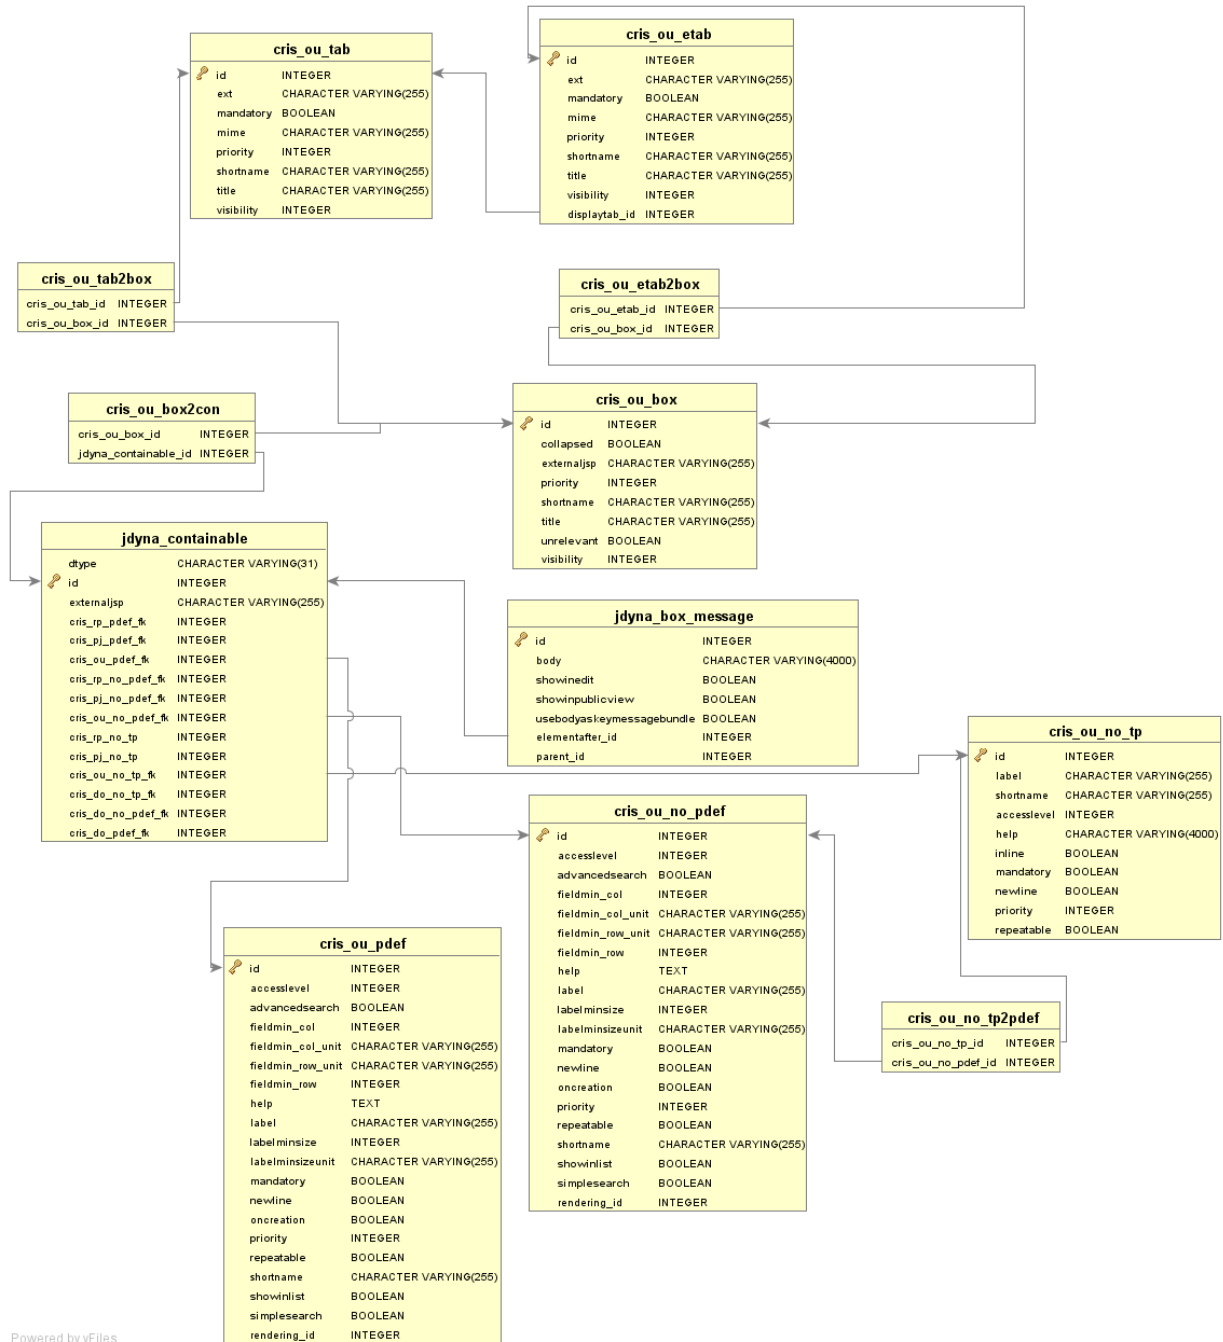 cris_ou_tab
id INTEGER
ext CHARACTER VARYING(255)
mandatory BOOLEAN
mime CHARACTER VARYING(255)
priority INTEGER
shortname CHARACTER VARYING(255)
title CHARACTER VARYING(255)
visibility INTEGER
cris_ou_etab
id INTEGER
ext CHARACTER VARYING(255)
mandatory BOOLEAN
mime CHARACTER VARYING(255)
priority INTEGER
shortname CHARACTER VARYING(255)
title CHARACTER VARYING(255)
visibility INTEGER
displaytab_id INTEGER
cris_ou_tab2box
cris_ou_tab_id INTEGER
cris_ou_box_id INTEGER
cris_ou_etab2box
cris_ou_etab_id INTEGER
cris_ou_box_id INTEGER
cris_ou_box2con
cris_ou_box_id INTEGER
jdyna_containable_id INTEGER
cris_ou_box
id INTEGER
collapsed BOOLEAN
externaljsp CHARACTER VARYING(255)
priority INTEGER
shortname CHARACTER VARYING(255)
title CHARACTER VARYING(255)
unrelevant BOOLEAN
visibility INTEGER
jdyna_containable
dtype CHARACTER VARYING(31)
id INTEGER
externaljsp CHARACTER VARYING(255)
cris_rp_pdef_fk INTEGER
cris_pj_pdef_fk INTEGER
cris_ou_pdef_fk INTEGER
cris_rp_no_pdef_fk INTEGER
cris_pj_no_pdef_fk INTEGER
cris_ou_no_pdef_fk INTEGER
cris_rp_no_tp INTEGER
cris_pj_no_tp INTEGER
cris_ou_no_tp_fk INTEGER
cris_do_no_tp_fk INTEGER
cris_do_no_pdef_fk INTEGER
cris_do_pdef_fk INTEGER
jdyna_box_message
id INTEGER
body CHARACTER VARYING(4000)
showinedit BOOLEAN
showinpublicview BOOLEAN
usebodyaskeymessagebundle BOOLEAN
elementafter_id INTEGER
parent_id INTEGER
cris_ou_no_tp
id INTEGER
label CHARACTER VARYING(255)
shortname CHARACTER VARYING(255)
accesslevel INTEGER
help CHARACTER VARYING(4000)
inline BOOLEAN
mandatory BOOLEAN
newline BOOLEAN
priority INTEGER
repeatable BOOLEAN
cris_ou_no_pdef
id INTEGER
accesslevel INTEGER
advancedsearch BOOLEAN
fieldmin_col INTEGER
fieldmin_col_unit CHARACTER VARYING(255)
fieldmin_row_unit CHARACTER VARYING(255)
fieldmin_row INTEGER
help TEXT
label CHARACTER VARYING(255)
labelminsize INTEGER
labelminsizeunit CHARACTER VARYING(255)
mandatory BOOLEAN
newline BOOLEAN
oncreation BOOLEAN
priority INTEGER
repeatable BOOLEAN
shortname CHARACTER VARYING(255)
showinlist BOOLEAN
simplesearch BOOLEAN
rendering_id INTEGER
cris_ou_pdef
id INTEGER
accesslevel INTEGER
advancedsearch BOOLEAN
fieldmin_col INTEGER
fieldmin_col_unit CHARACTER VARYING(255)
fieldmin_row_unit CHARACTER VARYING(255)
fieldmin_row INTEGER
help TEXT
label CHARACTER VARYING(255)
labelminsize INTEGER
labelminsizeunit CHARACTER VARYING(255)
mandatory BOOLEAN
newline BOOLEAN
oncreation BOOLEAN
priority INTEGER
repeatable BOOLEAN
shortname CHARACTER VARYING(255)
showinlist BOOLEAN
simplesearch BOOLEAN
rendering_id INTEGER
cris_ou_no_tp2pdef
cris_ou_no_tp_id INTEGER
cris_ou_no_pdef_id INTEGER
Powered by yFiles